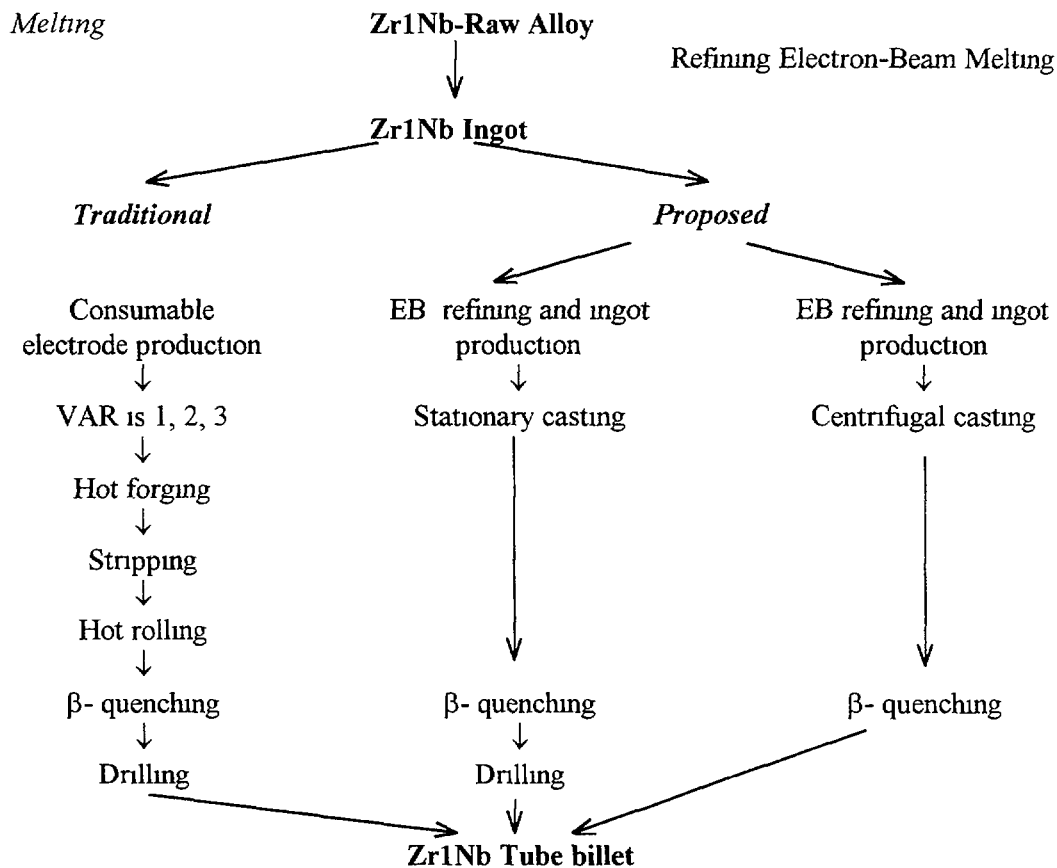 Melting
Zr1Nb-Raw Alloy
Refining Electron-Beam Melting
Zr1Nb Ingot
Traditional
Proposed
Consumable
electrode production
EB refining and ingot
production
EB refining and ingot
production
VAR is 1, 2, 3
Stationary casting
Centrifugal casting
Hot forging
Stripping
Hot rolling
β- quenching
β- quenching
β- quenching
Drilling
Drilling
Zr1Nb Tube billet